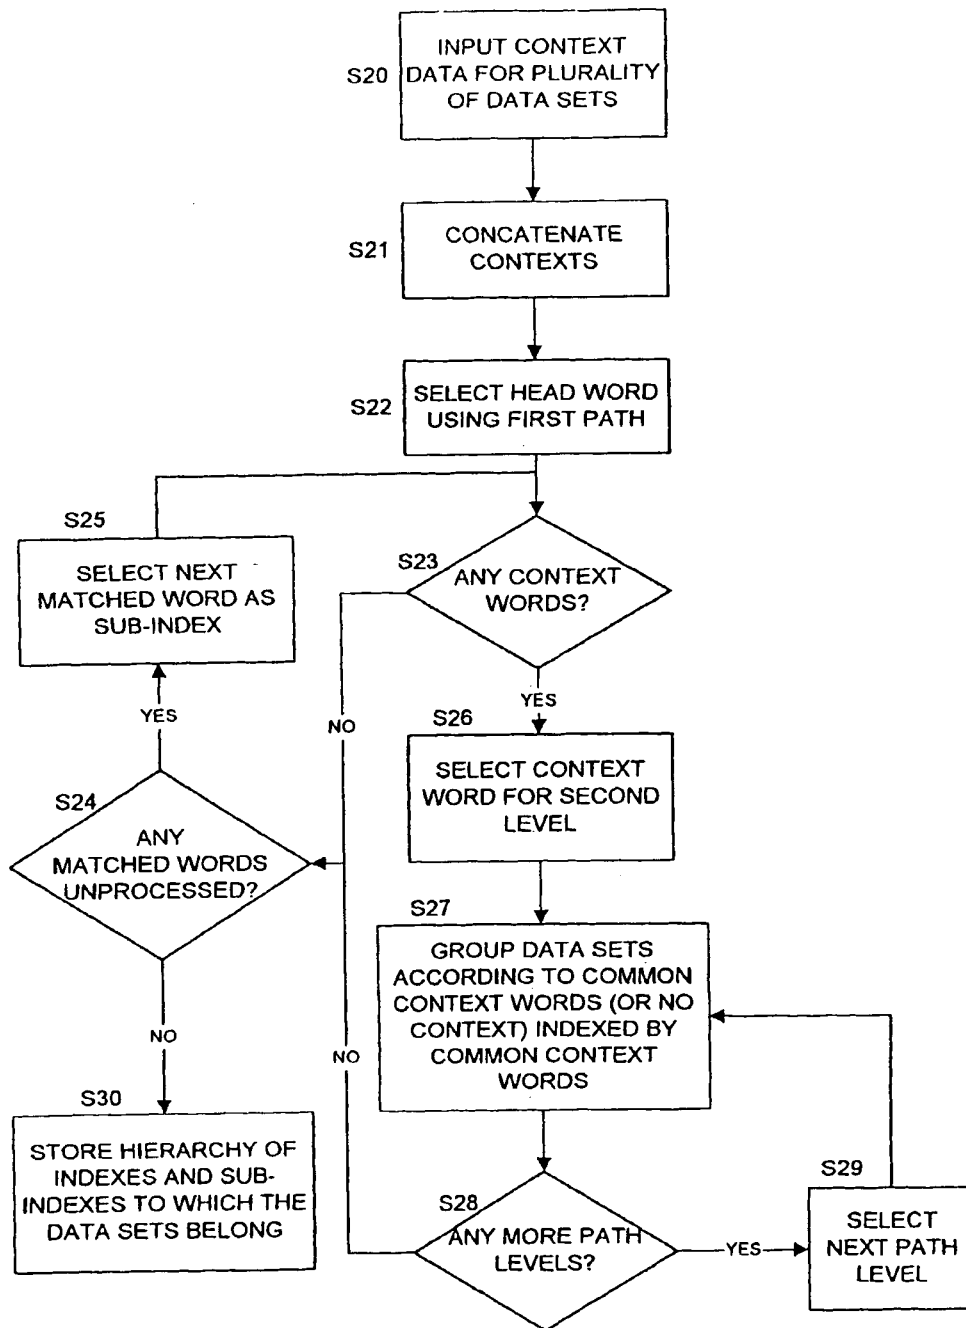 S20
INPUT CONTEXT
DATA FOR PLURALITY
OF DATA SETS
S21
CONCATENATE
CONTEXTS
S22
SELECT HEAD WORD
USING FIRST PATH
S25
SELECT NEXT
MATCHED WORD AS
SUB-INDEX
S23
ANY CONTEXT
WORDS?
YES
NO
YES
S26
SELECT CONTEXT
WORD FOR SECOND
LEVEL
S24
ANY
MATCHED WORDS
UNPROCESSED?
S27
GROUP DATA SETS
ACCORDING TO COMMON
CONTEXT WORDS (OR NO
CONTEXT) INDEXED BY
COMMON CONTEXT
WORDS
NO
NO
S30
STORE HIERARCHY OF
INDEXES AND SUB-
INDEXES TO WHICH THE
DATA SETS BELONG
S28
ANY MORE PATH
LEVELS?
YES
S29
SELECT
NEXT PATH
LEVEL